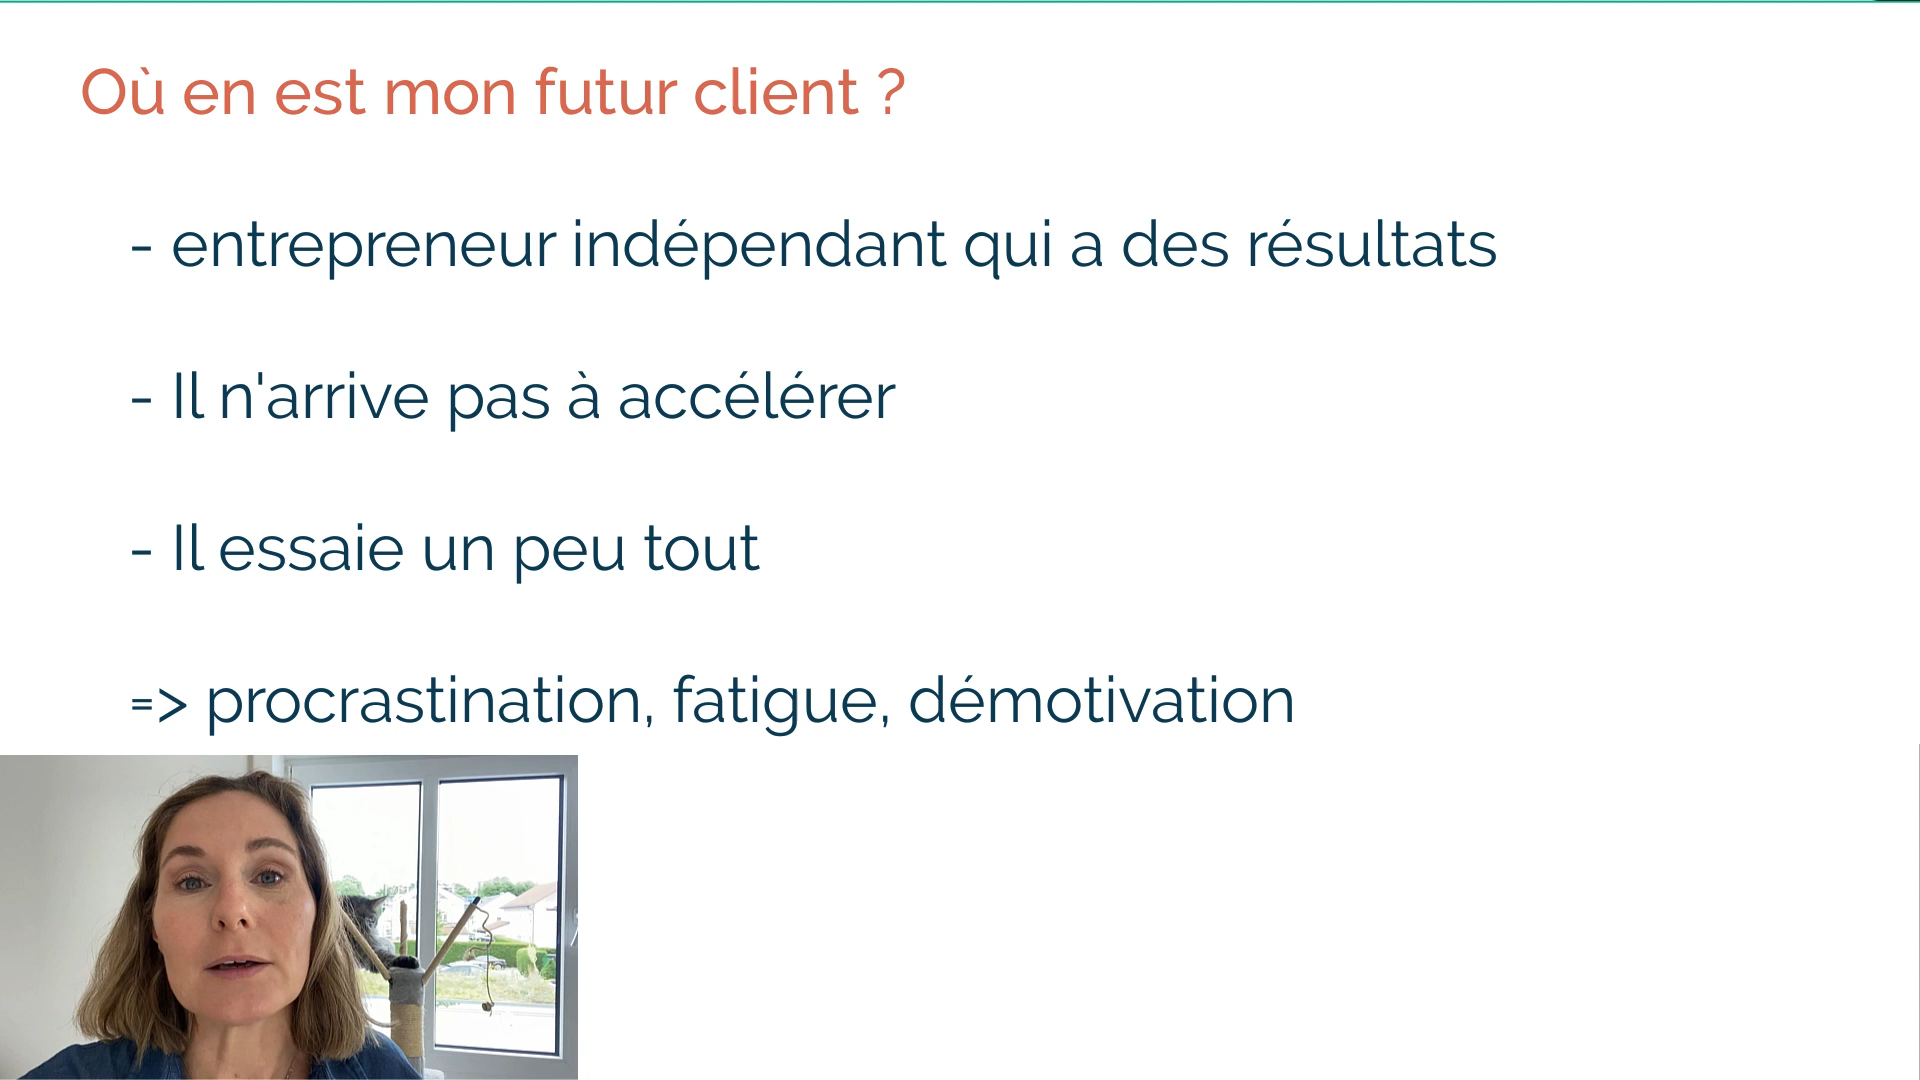 Où en est mon futur client ?
- entrepreneur indépendant qui a des résultats
- Il n'arrive pas à accélérer
- Il essaie un peu tout
=> procrastination, fatigue, démotivation